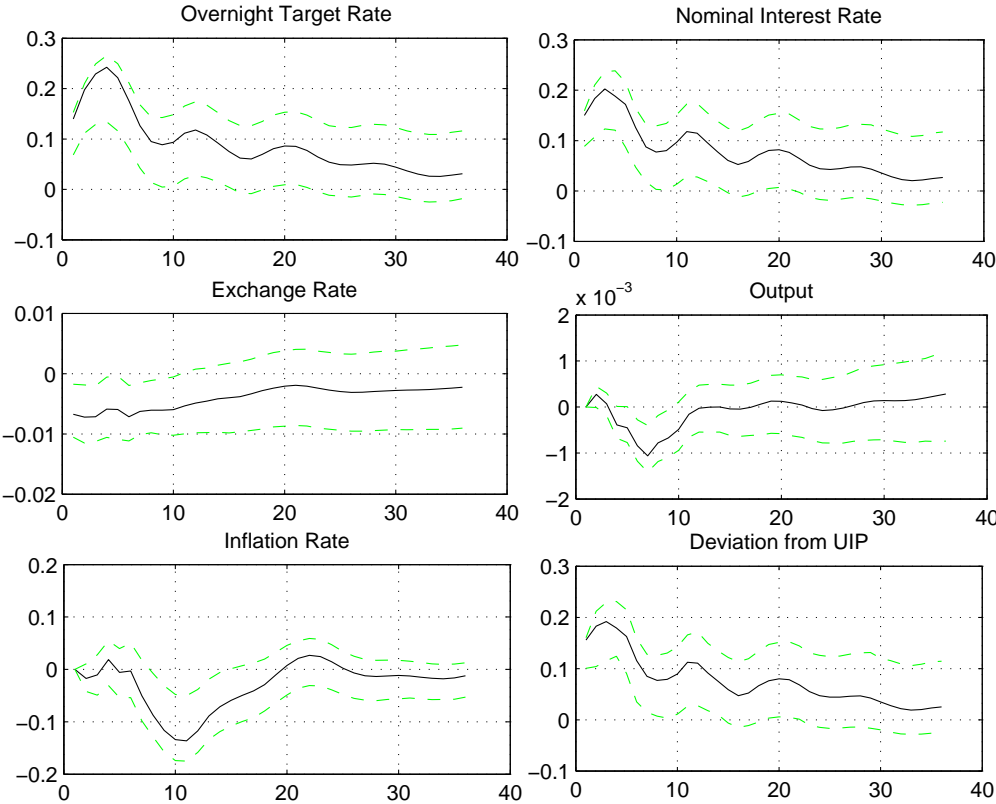 Overnight Target Rate
0.3
0.2
0.1
0
−0.1
0 10 20 30 40
Nominal Interest Rate
0.3
0.2
0.1
0
−0.1
0 10 20 30 40
Exchange Rate
0.01
0
−0.01
−0.02
0 10 20 30 40
Output
x 10−3
2
1
0
−1
−2
0 10 20 30 40
Inflation Rate
0.2
0.1
0
−0.1
−0.2
0 10 20 30 40
Deviation from UIP
0.3
0.2
0.1
0
−0.1
0 10 20 30 40